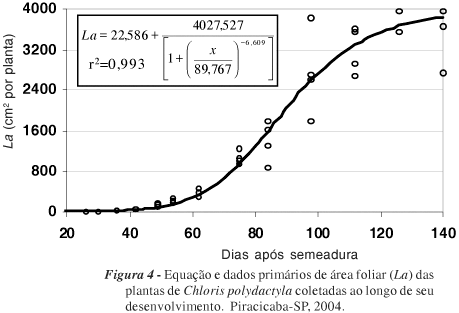 4000
3200
2400
1600
800
0
La (cm² por planta)
La = 22,586 + 4027,527 / [1 + (x / 89,767)^-6,609]
r²=0,993
20 40 60 80 100 120 140
Dias após semeadura
Figura 4 - Equação e dados primários de área foliar (La) das
plantas de Chloris polydactyla coletadas ao longo de seu
desenvolvimento. Piracicaba-SP, 2004.